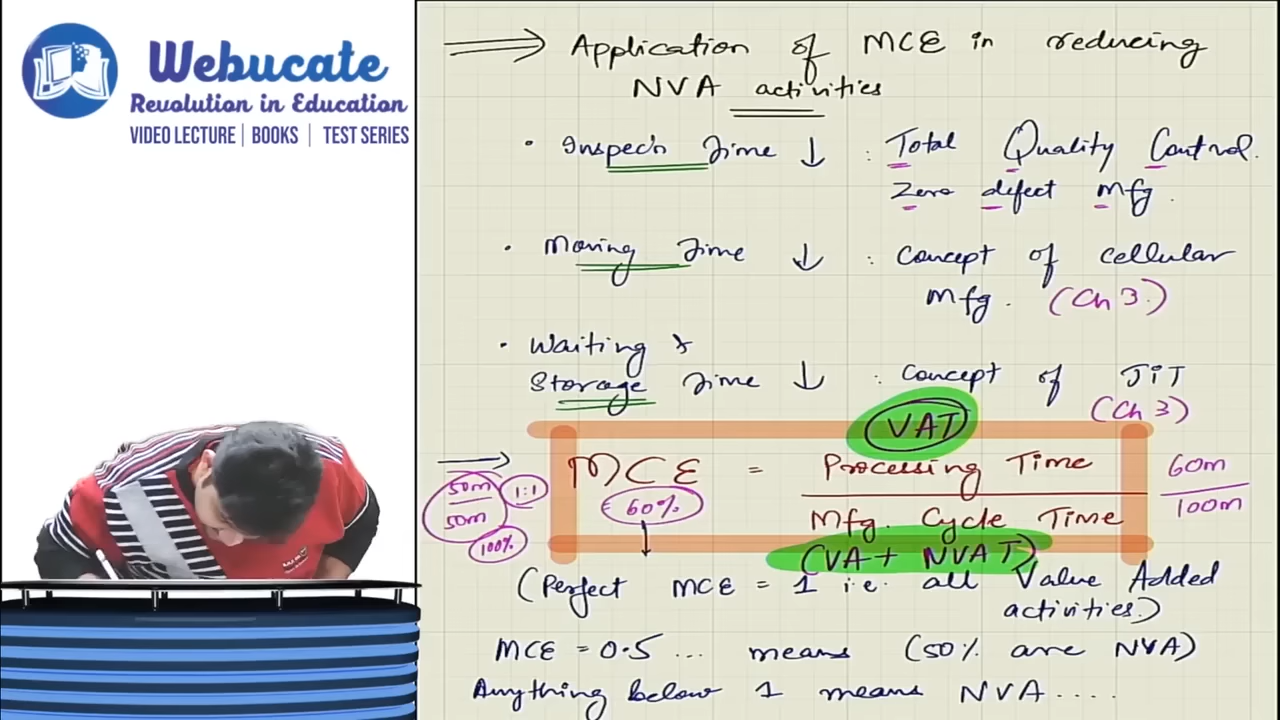 Webucate
Revolution in Education
VIDEO LECTURE | BOOKS | TEST SERIES
⟹ Application of MCE in reducing
NVA activities
• Inspecn Time ↓ : Total Quality Control.
Zero defect Mfg.
• Moving Time ↓ : Concept of cellular
Mfg. (Ch 3.)
• Waiting &
Storage Time ↓ : Concept of JIT
(Ch 3)
VAT
MCE = Processing Time
Mfg. Cycle Time
(VA + NVAT)
60%
50m
50m
1:1
100%
60m
100m
(Perfect MCE = 1 i.e. all Value Added
activities)
MCE = 0.5 ... means (50% are NVA)
Anything below 1 means NVA ....